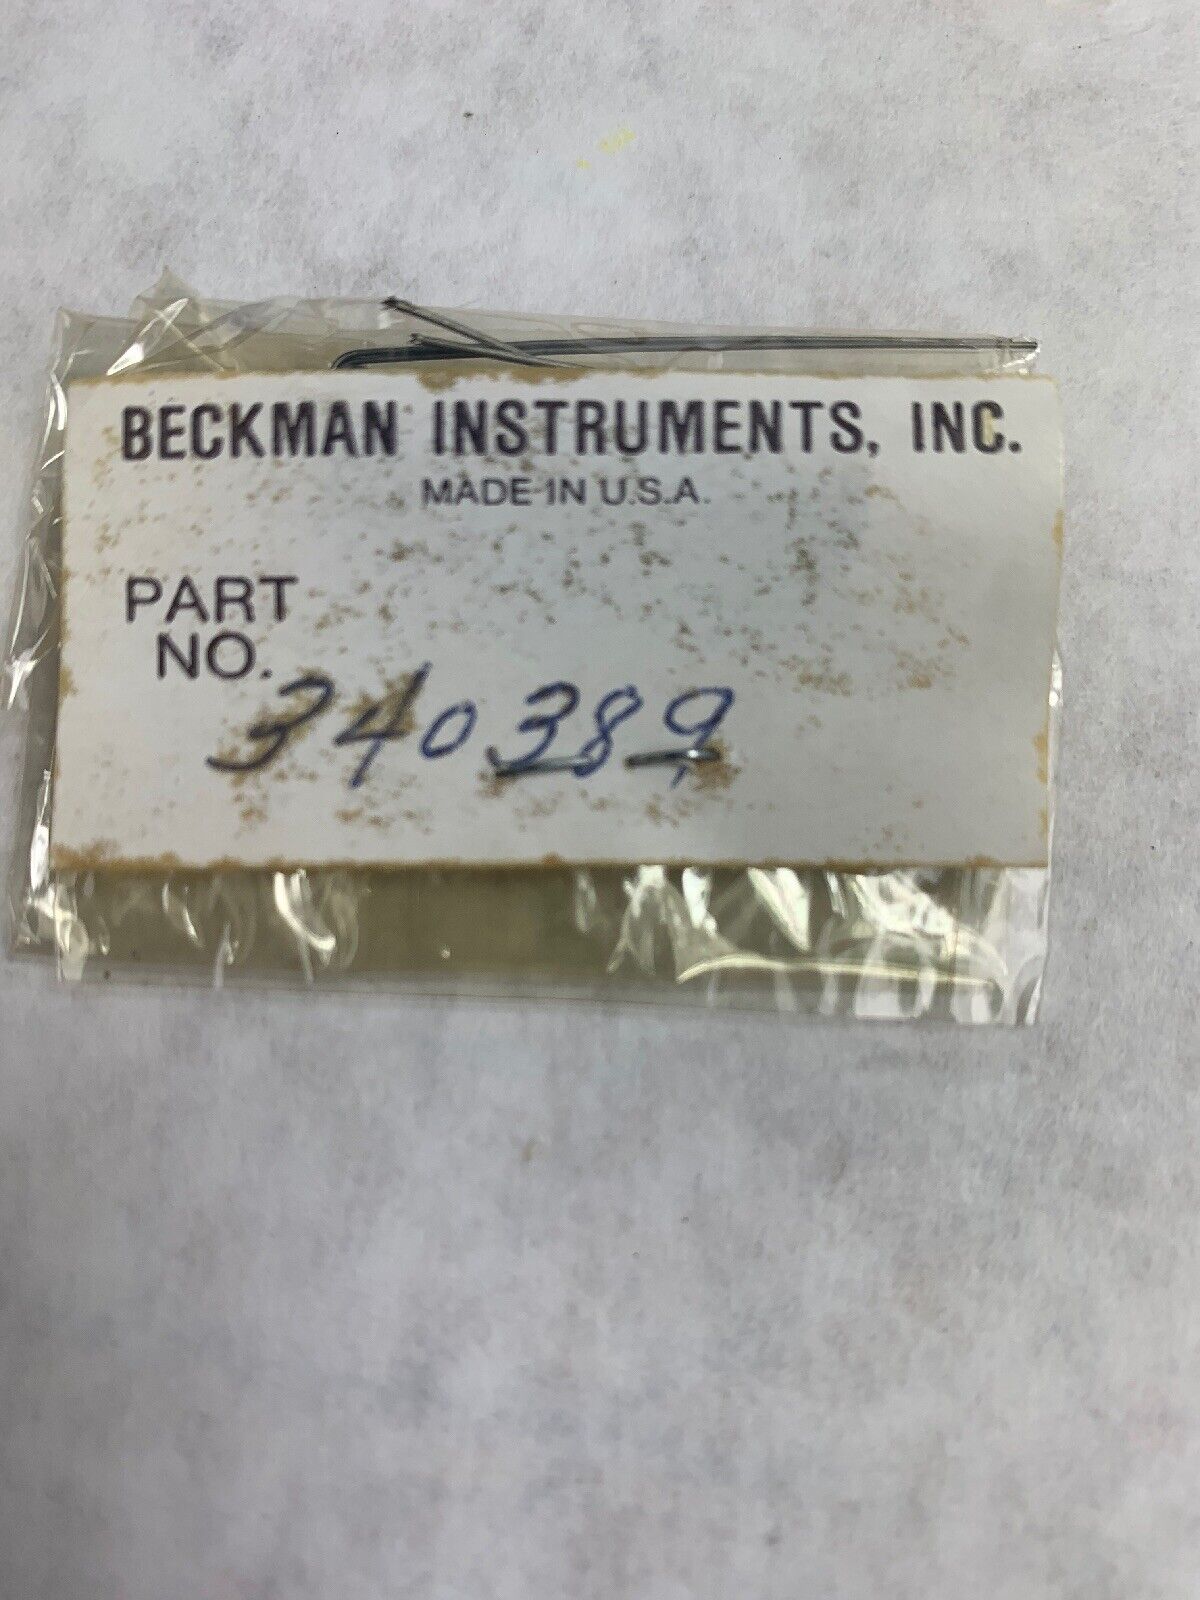 BECKMAN INSTRUMENTS, INC.
MADE IN U.S.A.
PART
NO.
340389